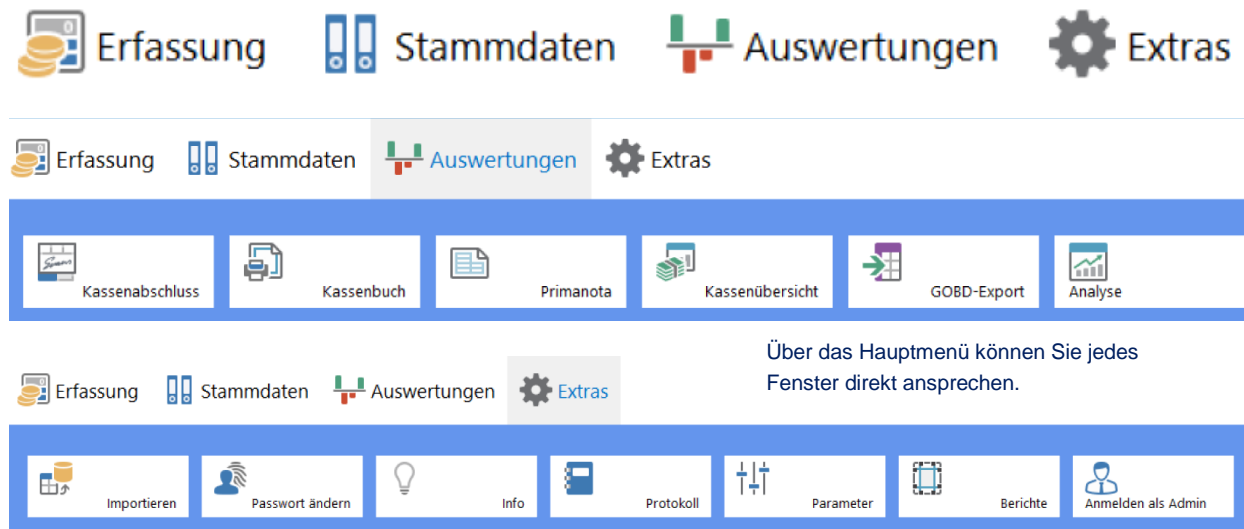 Erfassung Stammdaten Auswertungen Extras
Erfassung Stammdaten Auswertungen Extras
Kassenabschluss Kassenbuch Primanota Kassenübersicht GOBD-Export Analyse
Über das Hauptmenü können Sie jedes
Fenster direkt ansprechen.
Erfassung Stammdaten Auswertungen Extras
Importieren Passwort ändern Info Protokoll Parameter Berichte Anmelden als Admin